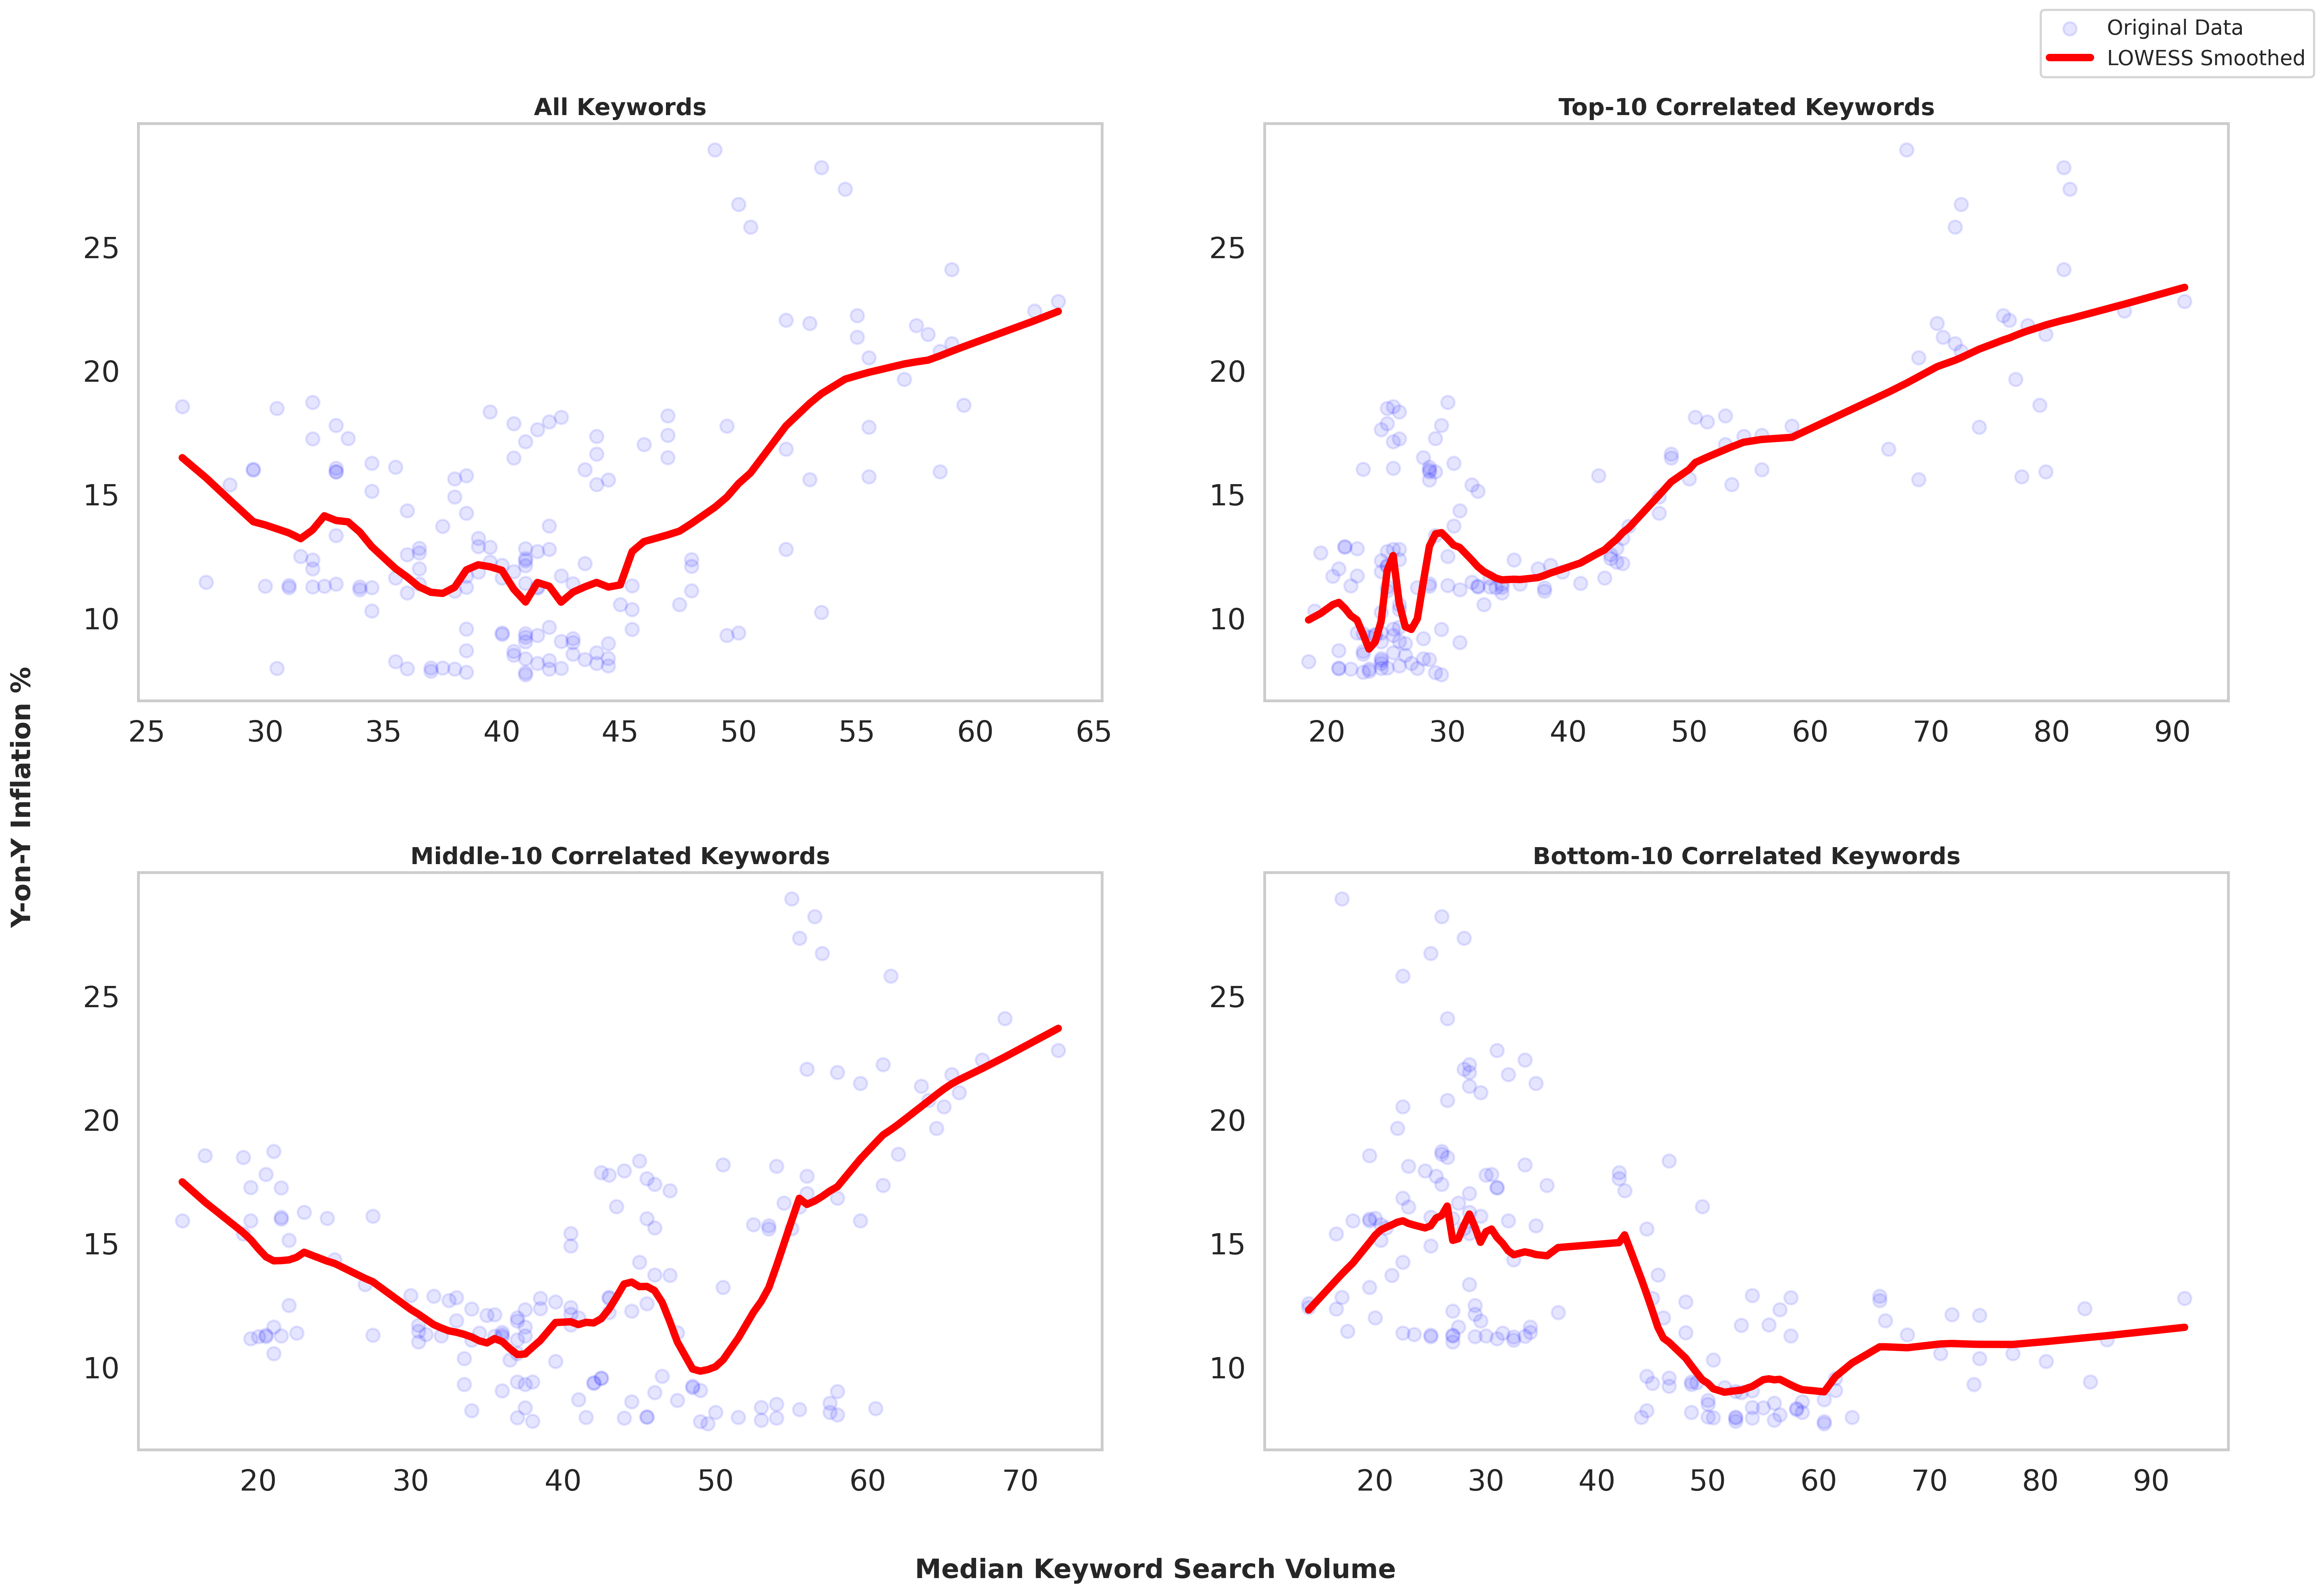 Original Data
LOWESS Smoothed
All Keywords
Top-10 Correlated Keywords
25
20
15
10
25
20
15
10
25 30 35 40 45 50 55 60 65
20 30 40 50 60 70 80 90
Y-on-Y Inflation %
Middle-10 Correlated Keywords
Bottom-10 Correlated Keywords
25
20
15
10
25
20
15
10
20 30 40 50 60 70
20 30 40 50 60 70 80 90
Median Keyword Search Volume